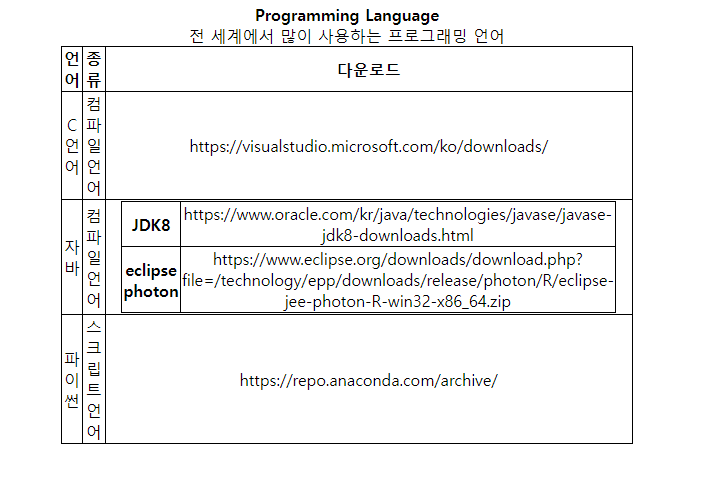 Programming Language
전 세계에서 많이 사용하는 프로그래밍 언어
언어
종류
다운로드
C언어
컴파일언어
https://visualstudio.microsoft.com/ko/downloads/
자바
컴파일언어
JDK8
https://www.oracle.com/kr/java/technologies/javase/javase-
jdk8-downloads.html
eclipse
photon
https://www.eclipse.org/downloads/download.php?
file=/technology/epp/downloads/release/photon/R/eclipse-
jee-photon-R-win32-x86_64.zip
파이썬
스크립트언어
https://repo.anaconda.com/archive/